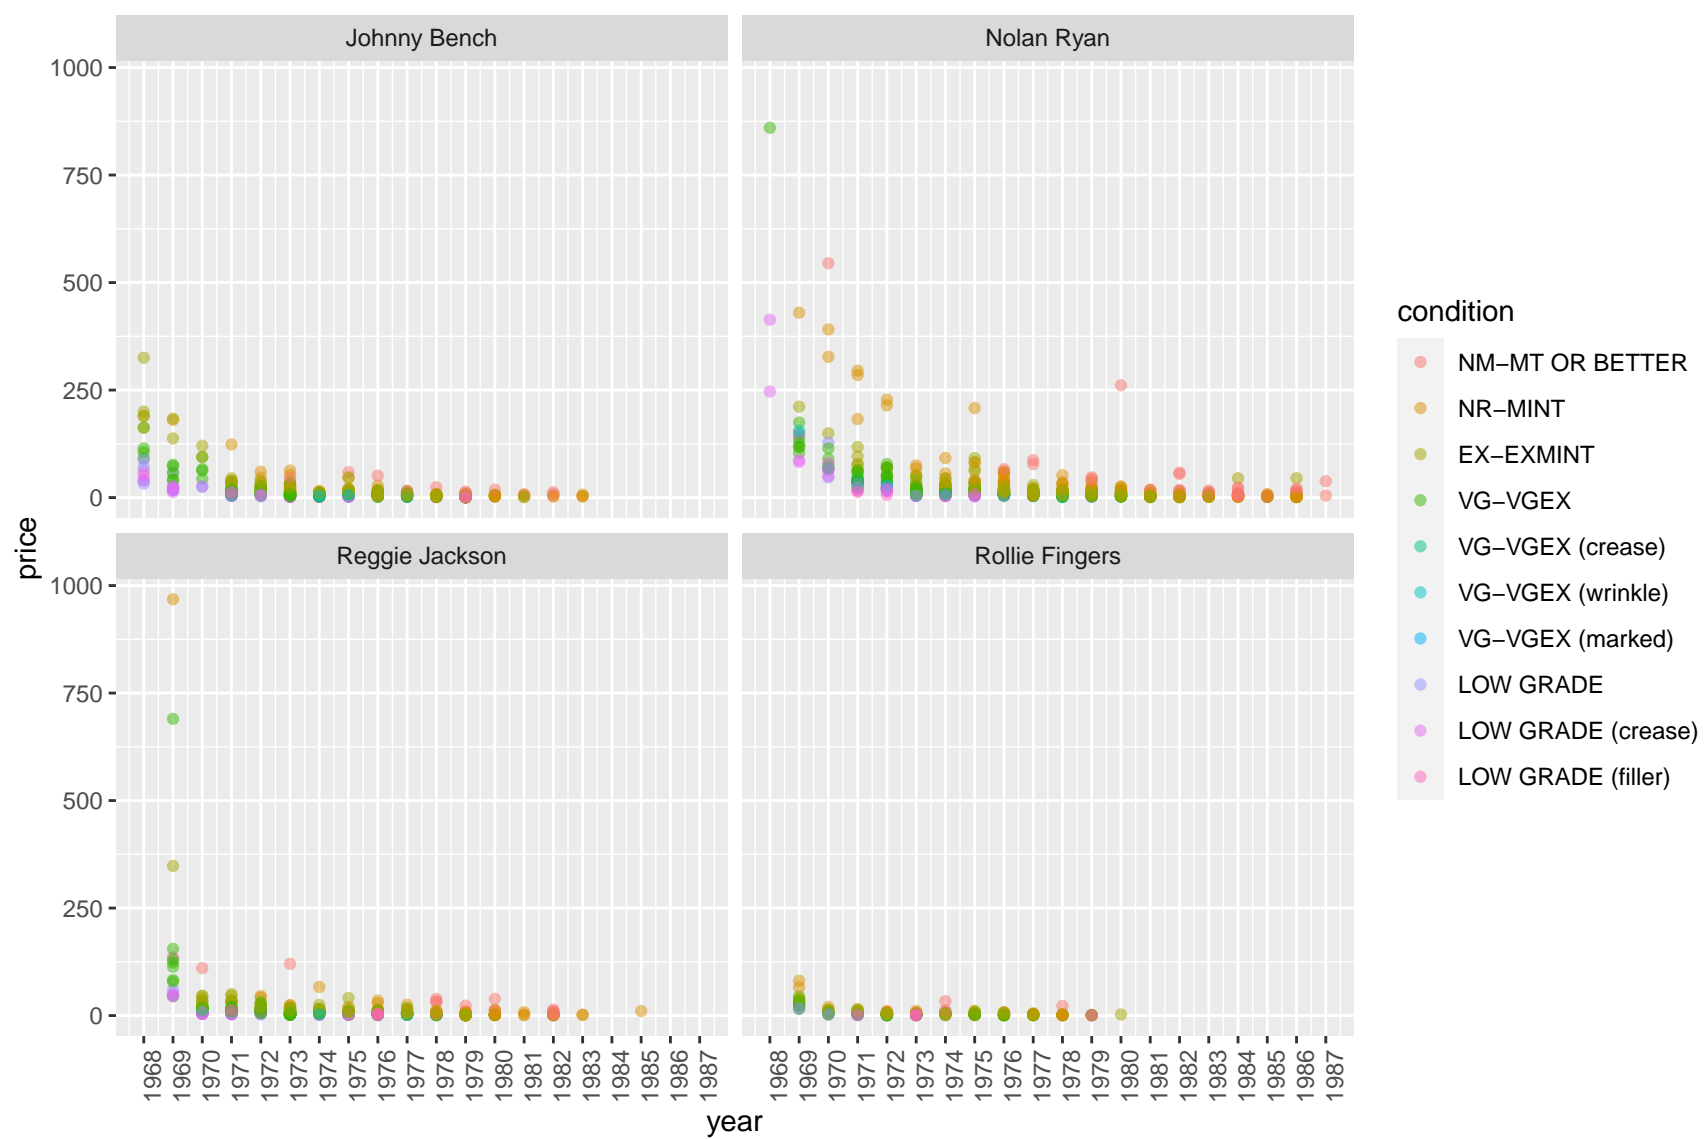 Johnny Bench
Nolan Ryan
1000
750
500
250
0
Reggie Jackson
Rollie Fingers
1000
750
500
250
0
price
1968 1969 1970 1971 1972 1973 1974 1975 1976 1977 1978 1979 1980 1981 1982 1983 1984 1985 1986 1987
1968 1969 1970 1971 1972 1973 1974 1975 1976 1977 1978 1979 1980 1981 1982 1983 1984 1985 1986 1987
year
condition
NM−MT OR BETTER
NR−MINT
EX−EXMINT
VG−VGEX
VG−VGEX (crease)
VG−VGEX (wrinkle)
VG−VGEX (marked)
LOW GRADE
LOW GRADE (crease)
LOW GRADE (filler)